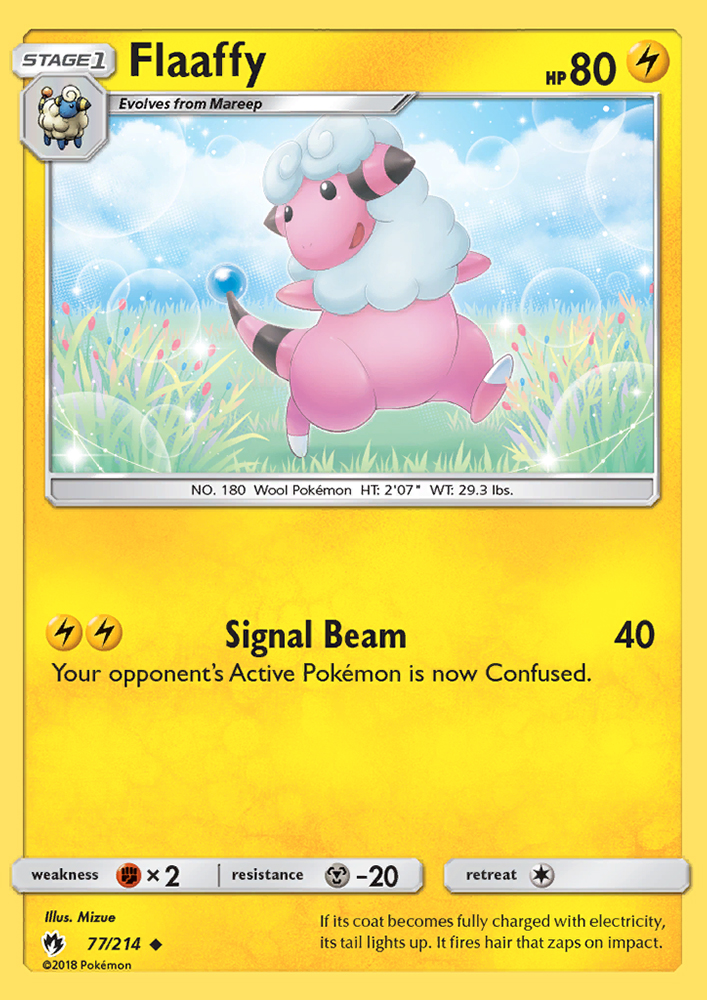 STAGE1 Flaaffy HP 80
Evolves from Mareep
NO. 180 Wool Pokémon HT: 2'07" WT: 29.3 lbs.
Signal Beam 40
Your opponent's Active Pokémon is now Confused.
weakness ×2 resistance -20 retreat
Illus. Mizue
77/214
©2018 Pokémon
If its coat becomes fully charged with electricity,
its tail lights up. It fires hair that zaps on impact.